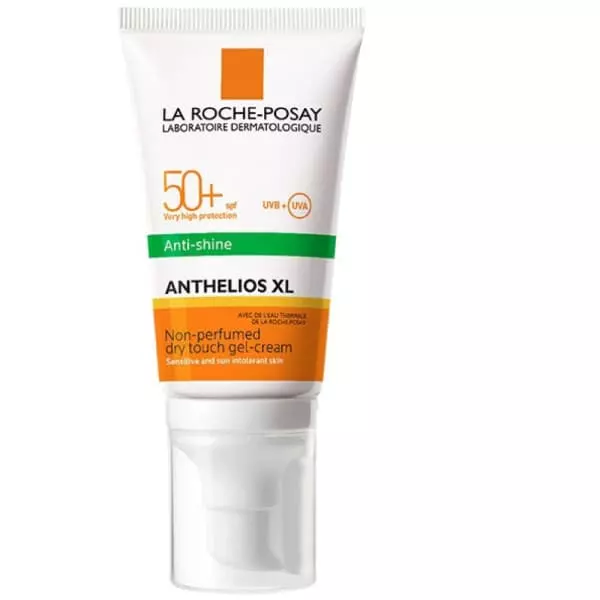 LA ROCHE-POSAY
LABORATOIRE DERMATOLOGIQUE
50+ spf
UVB + UVA
Very high protection
Anti-shine
ANTHELIOS XL
AVEC DE L'EAU THERMALE
DE LA ROCHE-POSAY
Non-perfumed
dry touch gel-cream
Sensitive and sun intolerant skin